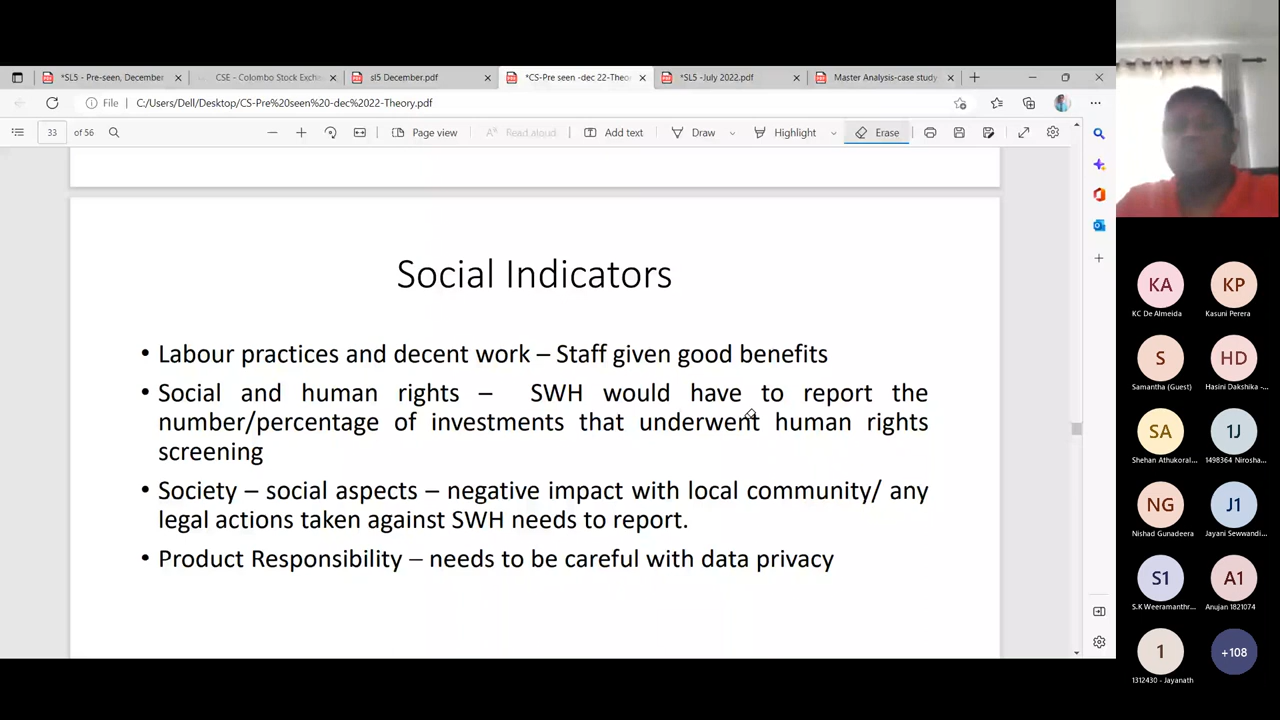 *SL5 - Pre-seen, December
CSE - Colombo Stock Exche
sl5 December.pdf
*CS-Pre seen -dec 22-Theor
*SL5 -July 2022.pdf
Master Analysis-case study
File
C:/Users/Dell/Desktop/CS-Pre%20seen%20-dec%2022-Theory.pdf
33 of 56
Page view
Read aloud
Add text
Draw
Highlight
Erase
Social Indicators
• Labour practices and decent work – Staff given good benefits
• Social and human rights – SWH would have to report the
number/percentage of investments that underwent human rights
screening
• Society – social aspects – negative impact with local community/ any
legal actions taken against SWH needs to report.
• Product Responsibility – needs to be careful with data privacy
KA
KP
KC De Almeida
Kasuni Perera
S
HD
Samantha (Guest)
Hasini Dakshika -...
SA
1J
Shehan Athukoral...
1498364 Nirosha...
NG
J1
Nishad Gunadeera
Jayani Sewwandi...
S1
A1
S.K Weeramanthr...
Anujan 1821074
1
+108
1312430 - Jayanath